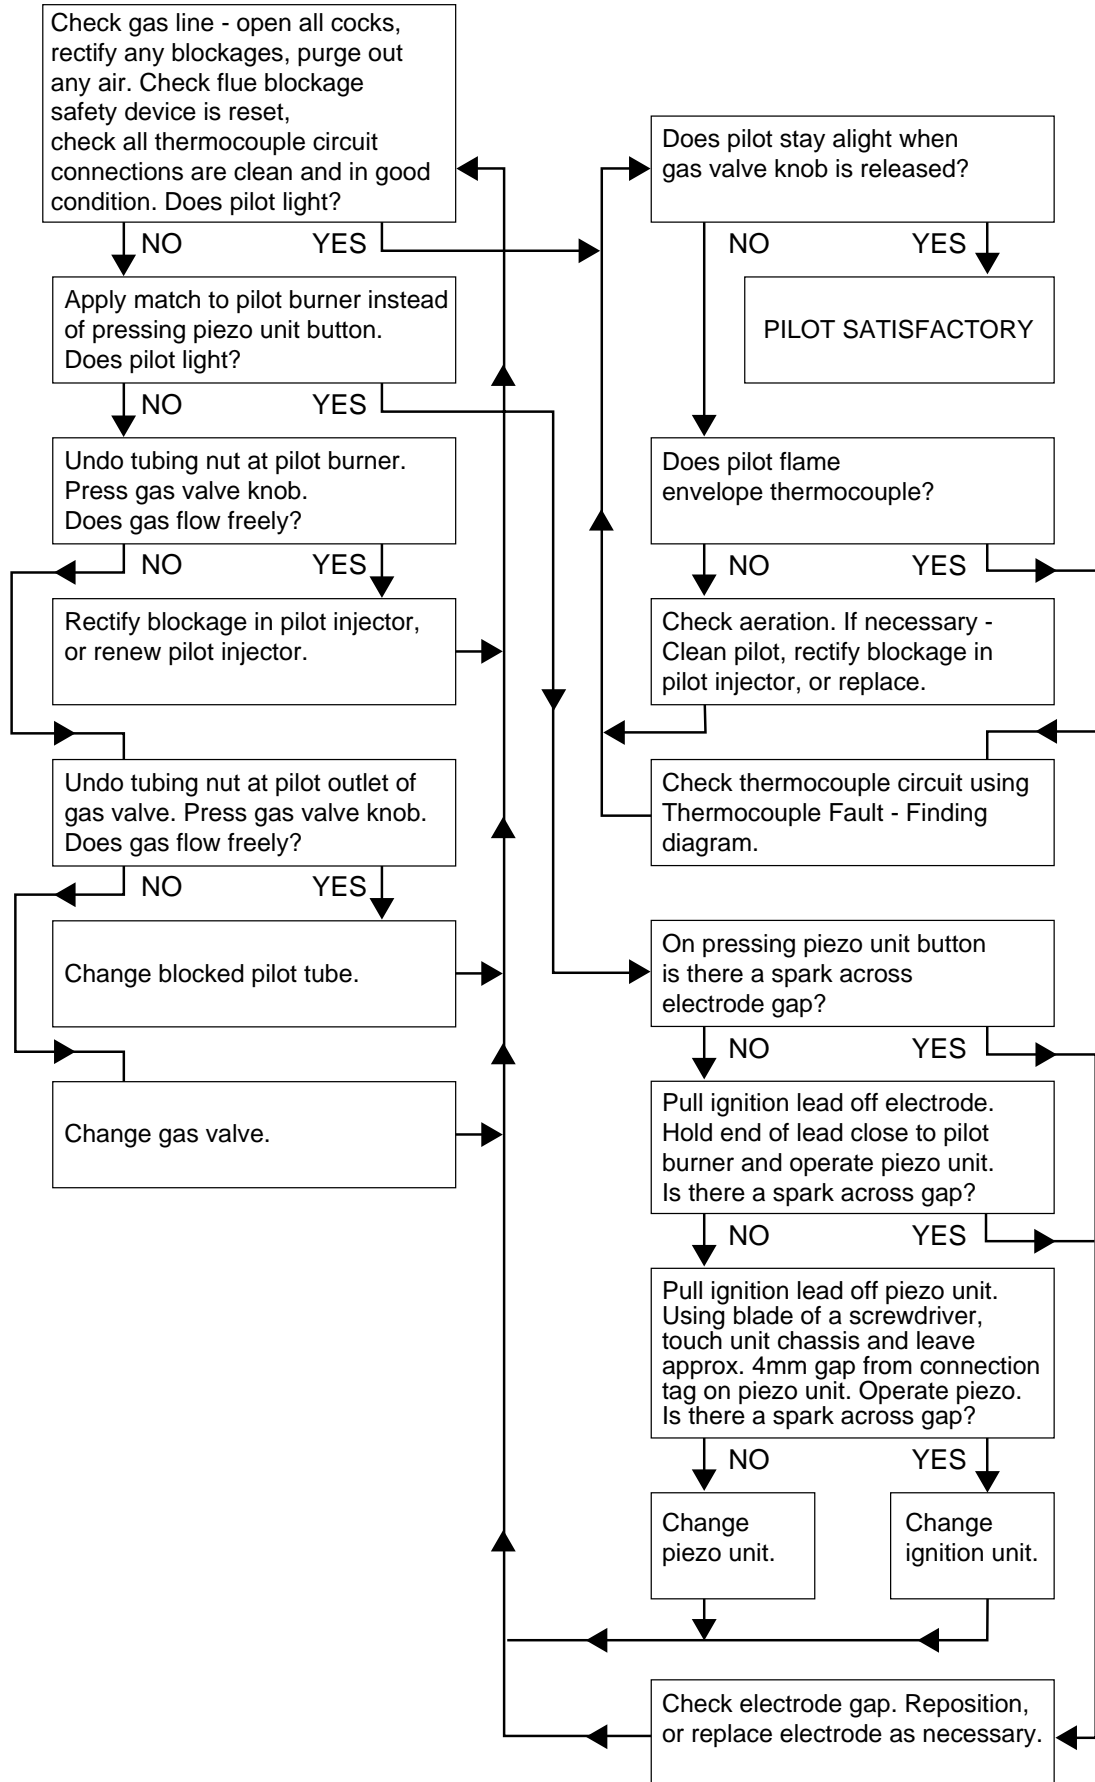 Check gas line - open all cocks,
rectify any blockages, purge out
any air. Check flue blockage
safety device is reset,
check all thermocouple circuit
connections are clean and in good
condition. Does pilot light?
NO
YES
Apply match to pilot burner instead
of pressing piezo unit button.
Does pilot light?
NO
YES
Undo tubing nut at pilot burner.
Press gas valve knob.
Does gas flow freely?
NO
YES
Rectify blockage in pilot injector,
or renew pilot injector.
Undo tubing nut at pilot outlet of
gas valve. Press gas valve knob.
Does gas flow freely?
NO
YES
Change blocked pilot tube.
Change gas valve.
Does pilot stay alight when
gas valve knob is released?
NO
YES
PILOT SATISFACTORY
Does pilot flame
envelope thermocouple?
NO
YES
Check aeration. If necessary -
Clean pilot, rectify blockage in
pilot injector, or replace.
Check thermocouple circuit using
Thermocouple Fault - Finding
diagram.
On pressing piezo unit button
is there a spark across
electrode gap?
NO
YES
Pull ignition lead off electrode.
Hold end of lead close to pilot
burner and operate piezo unit.
Is there a spark across gap?
NO
YES
Pull ignition lead off piezo unit.
Using blade of a screwdriver,
touch unit chassis and leave
approx. 4mm gap from connection
tag on piezo unit. Operate piezo.
Is there a spark across gap?
NO
YES
Change
piezo unit.
Change
ignition unit.
Check electrode gap. Reposition,
or replace electrode as necessary.